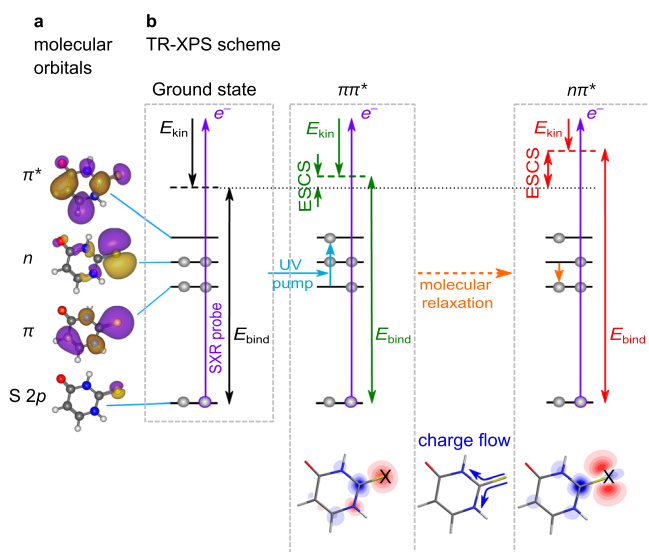 a
b
molecular
orbitals
TR-XPS scheme
Ground state
ππ*
nπ*
e⁻
e⁻
e⁻
E_kin
E_kin
E_kin
ESCS
ESCS
π*
n
π
S 2p
UV
pump
molecular
relaxation
SXR probe
E_bind
E_bind
E_bind
charge flow
X
X